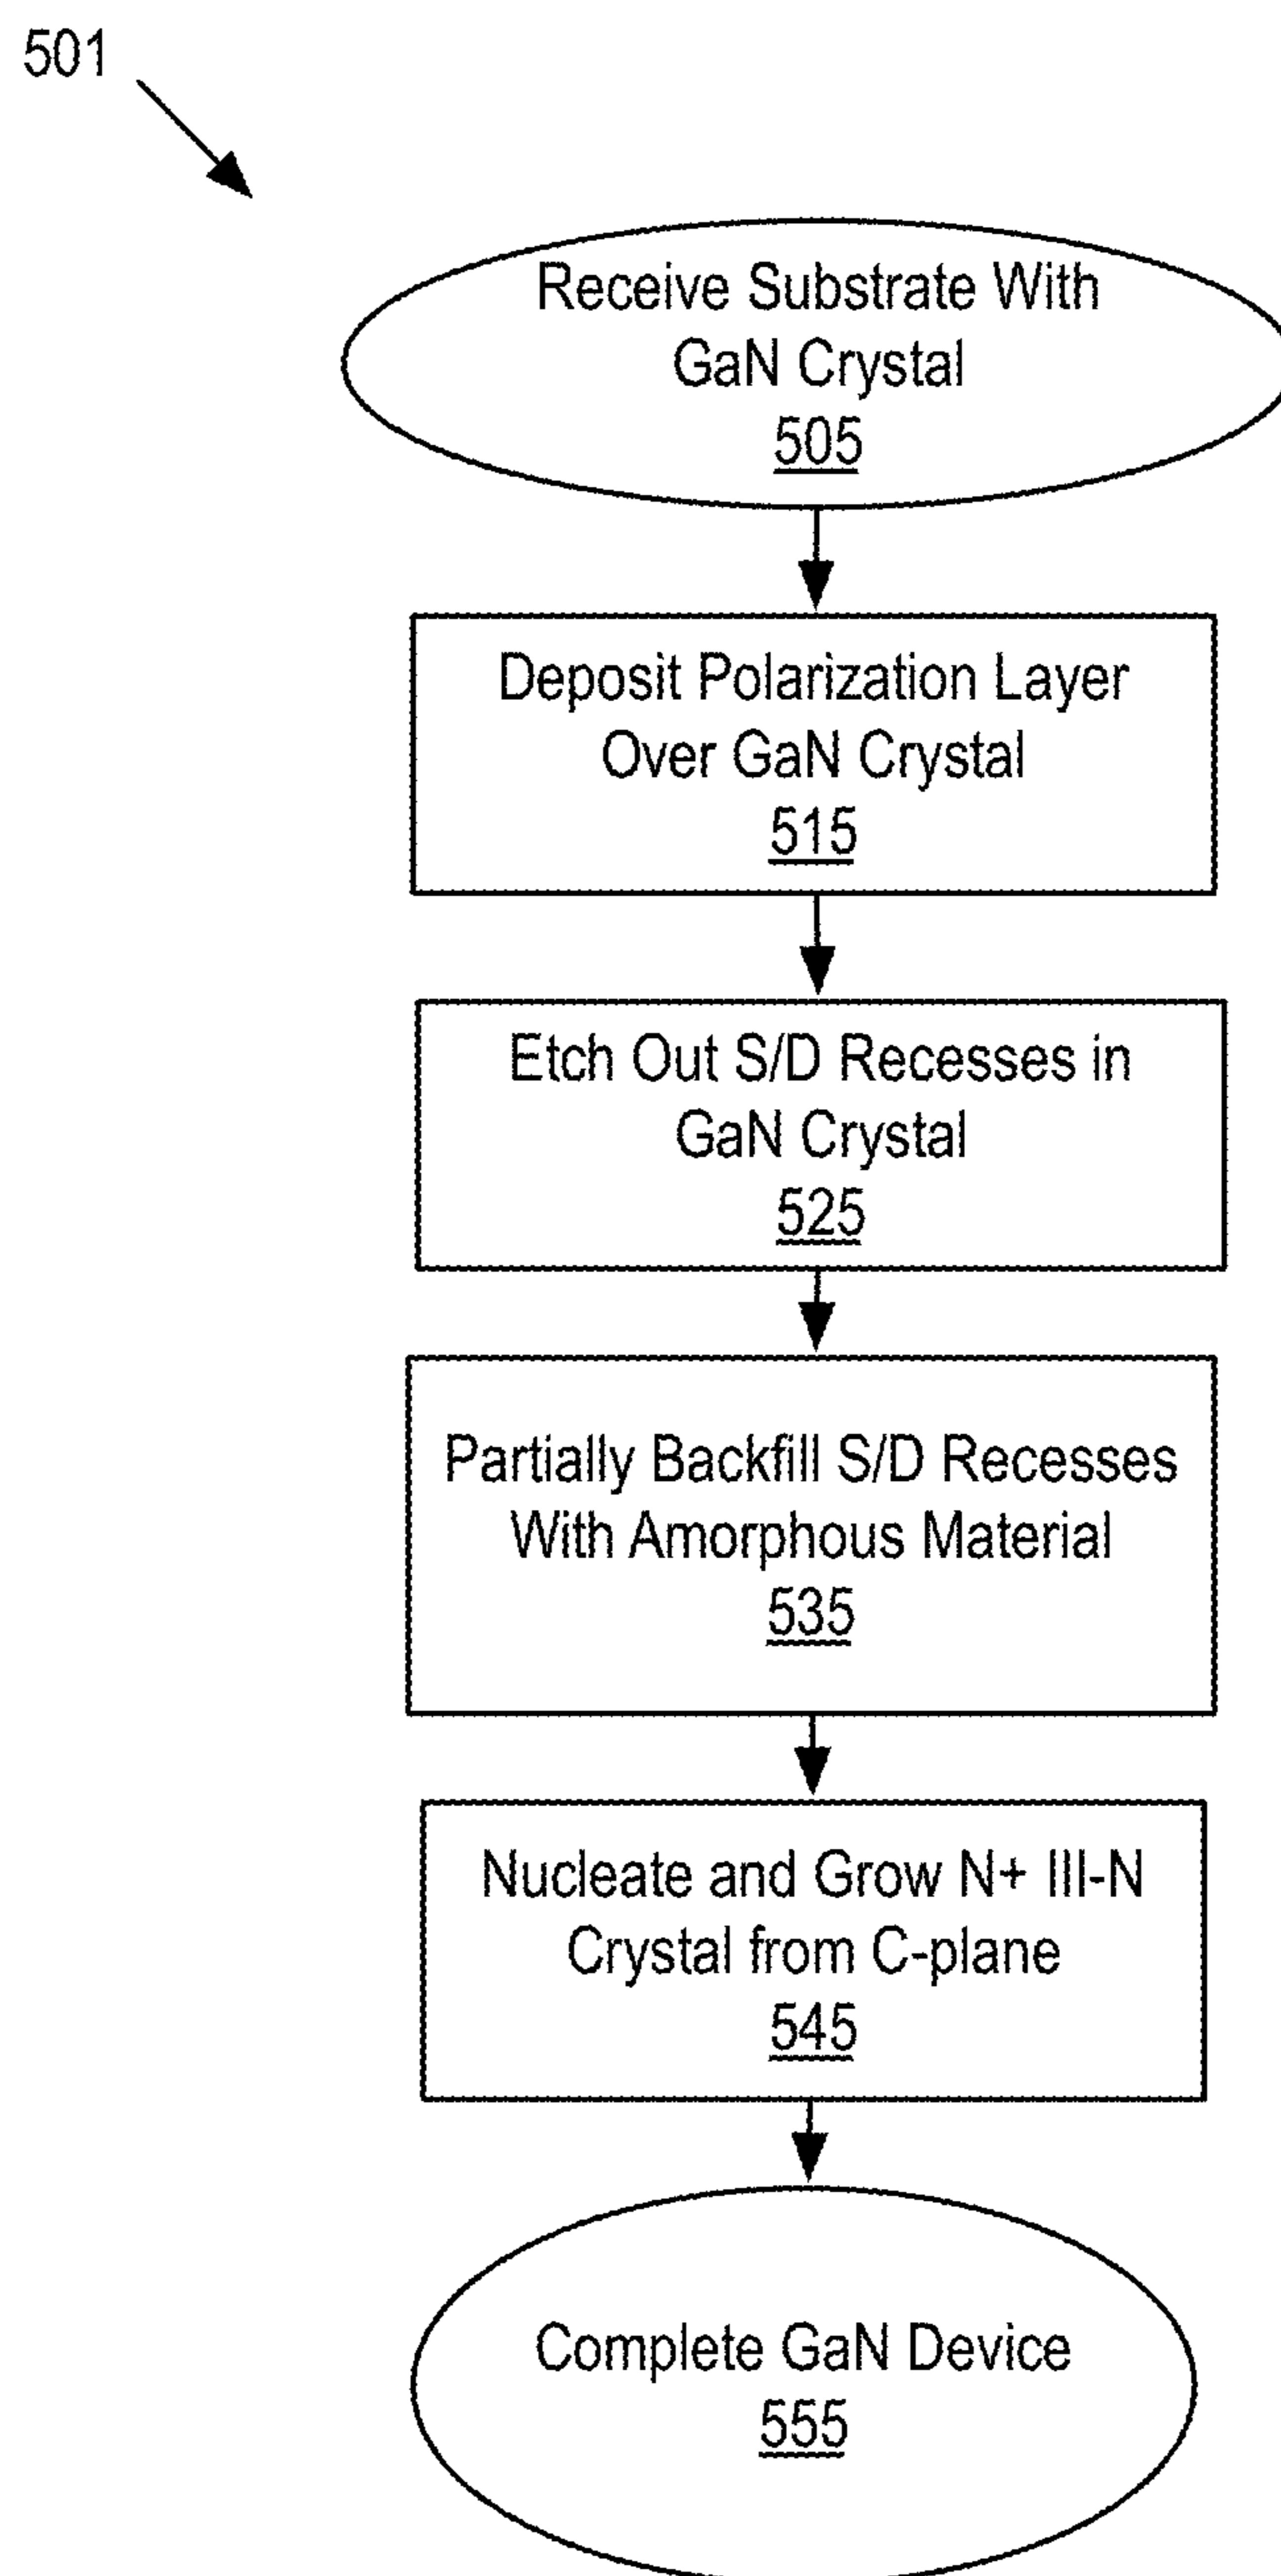 501
Receive Substrate With
GaN Crystal
505
Deposit Polarization Layer
Over GaN Crystal
515
Etch Out S/D Recesses in
GaN Crystal
525
Partially Backfill S/D Recesses
With Amorphous Material
535
Nucleate and Grow N+ III-N
Crystal from C-plane
545
Complete GaN Device
555